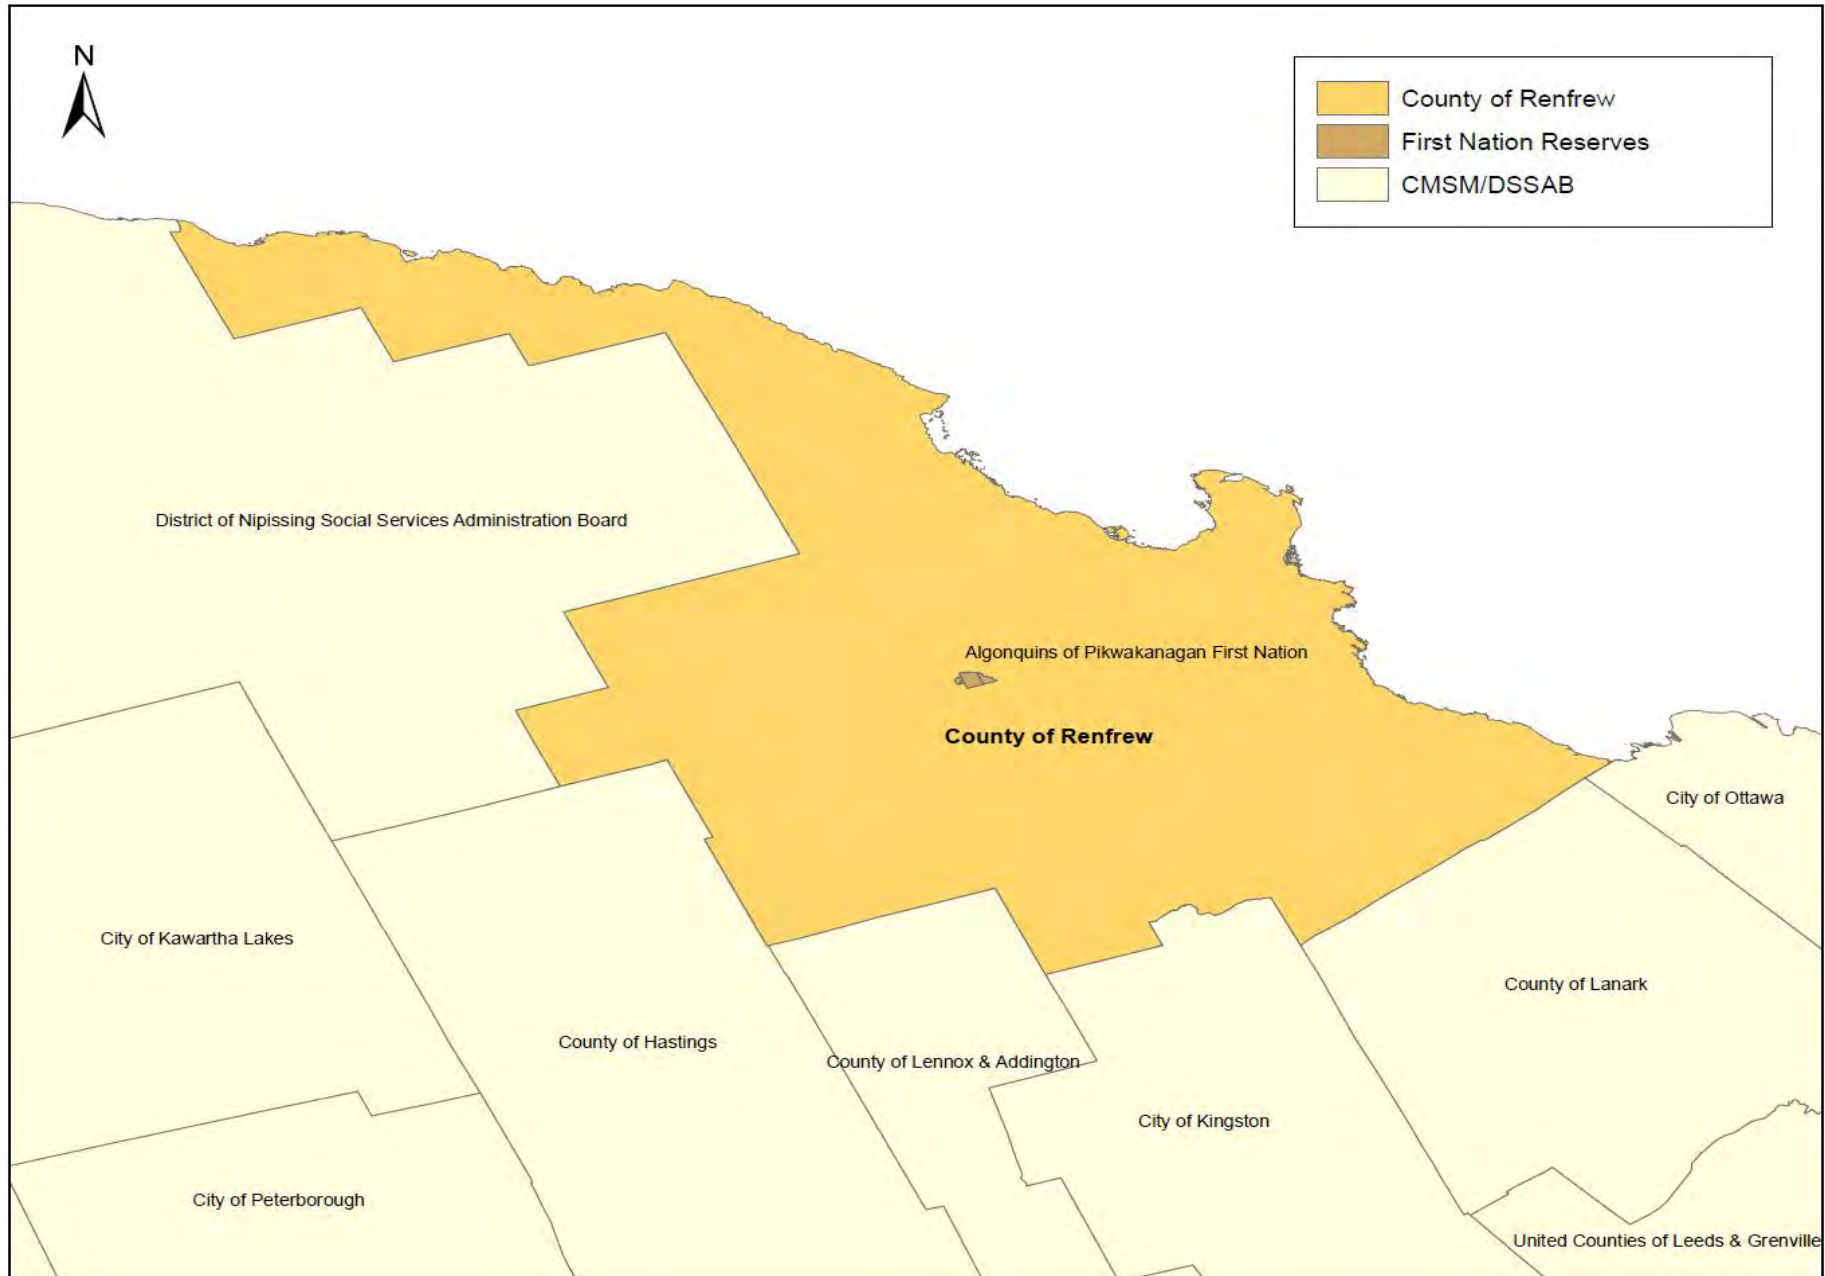 N
County of Renfrew
First Nation Reserves
CMSM/DSSAB
District of Nipissing Social Services Administration Board
Algonquins of Pikwakanagan First Nation
County of Renfrew
City of Ottawa
City of Kawartha Lakes
County of Lanark
County of Hastings
County of Lennox & Addington
City of Kingston
City of Peterborough
United Counties of Leeds & Grenville